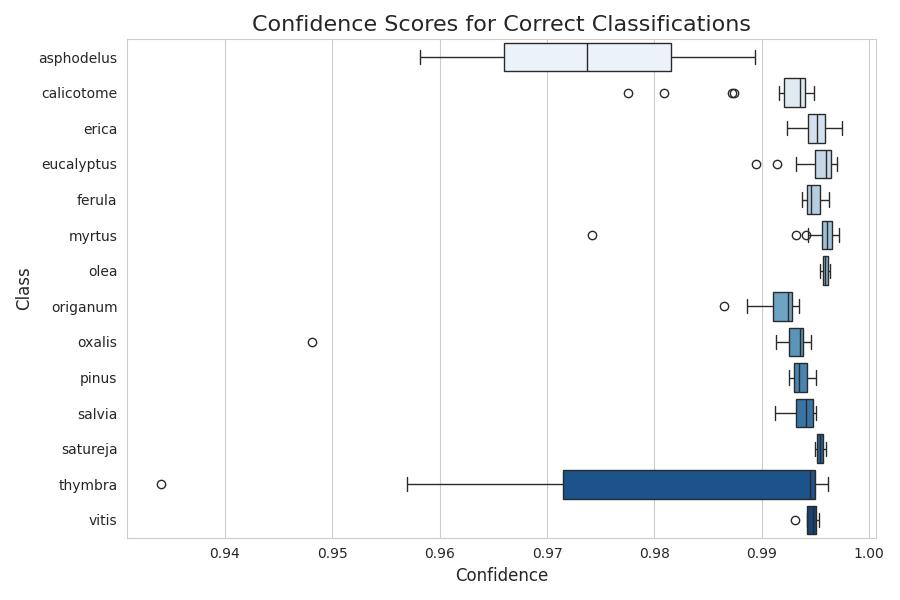 Confidence Scores for Correct Classifications
asphodelus
calicotome
erica
eucalyptus
ferula
myrtus
olea
origanum
oxalis
pinus
salvia
satureja
thymbra
vitis
Class
0.94 0.95 0.96 0.97 0.98 0.99 1.00
Confidence